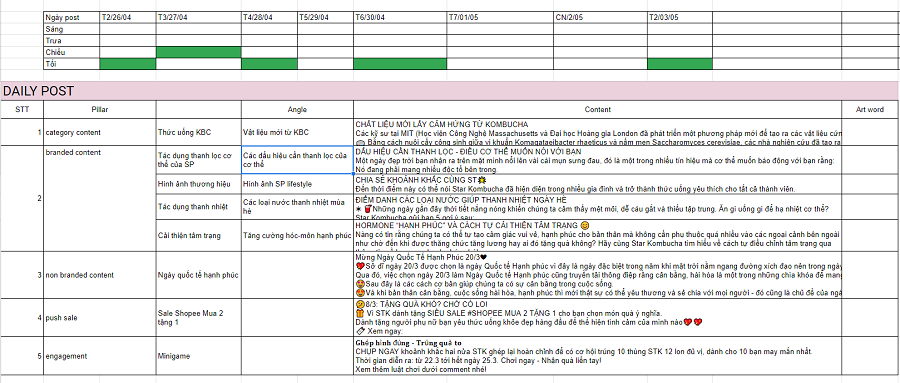 Ngày post T2/26/04 T3/27/04 T4/28/04 T5/29/04 T6/30/04 T7/01/05 CN/2/05 T2/03/05
Sáng
Trưa
Chiều
Tối
DAILY POST
STT Pillar Angle Content Art word
1 category content Thức uống KBC Vật liệu mới từ KBC
CHẤT LIỆU MỚI LẤY CẢM HỨNG TỪ KOMBUCHA
Các kỹ sư tại MIT (Học viện Công Nghệ Massachusetts và Đại học Hoàng gia London đã phát triển một phương pháp mới để tạo ra các vật liệu cứng
Bằng cách nuôi cấy cộng sinh giữa vi khuẩn Komagataeibacter rhaeticus và nấm men Saccharomyces cerevisiae, các nhà nghiên cứu đã tạo ra
2 branded content
Tác dụng thanh lọc cơ thể của SP
Các dấu hiệu cần thanh lọc của cơ thể
DẤU HIỆU CẦN THANH LỌC - ĐIỀU CƠ THỂ MUỐN NÓI VỚI BẠN
Một ngày đẹp trời bạn nhận ra trên mặt mình nổi lên vài cái mụn sưng đau, đó là một trong nhiều tín hiệu mà cơ thể muốn báo động với bạn rằng:
Nó đang phải mang nhiều độc tố bên trong.
Hình ảnh thương hiệu Hình ảnh SP lifestyle
CHIA SẺ KHOẢNH KHẮC CÙNG ST
Đến thời điểm này có thể nói Star Kombucha đã hiện diện trong nhiều gia đình và trở thành thức uống yêu thích cho tất cả thành viên.
Tác dụng thanh nhiệt
Các loại nước thanh nhiệt mùa hè
ĐIỂM DANH CÁC LOẠI NƯỚC GIÚP THANH NHIỆT NGÀY HÈ
Những ngày gần đây thời tiết nắng nóng khiến chúng ta cảm thấy mệt mỏi, dễ cáu gắt và thiếu tập trung. Ăn gì uống gì để hạ nhiệt cơ thể?
Star Kombucha gửi bạn 5 gợi ý sau:
Cải thiện tâm trạng Tăng cường hóc-môn hạnh phúc
HORMONE "HẠNH PHÚC" VÀ CÁCH TỰ CẢI THIỆN TÂM TRẠNG
Nàng có tin rằng chúng ta có thể tự tạo cảm giác vui vẻ, hạnh phúc cho bản thân mà không cần phụ thuộc quá nhiều vào các ngoại cảnh bên ngoài
như chờ đến khi được thăng chức tăng lương hay ai đó tặng quà không? Hãy cùng Star Kombucha tìm hiểu về cách tự điều chỉnh tâm trạng qua
3 non branded content Ngày quốc tế hạnh phúc
Mừng Ngày Quốc Tế Hạnh Phúc 20/3
Sở dĩ ngày 20/3 được chọn là ngày Quốc tế Hạnh Phúc vì đây là ngày đặc biệt trong năm khi mặt trời nằm ngang đường xích đạo nên trong ngày
Qua đó, việc chọn ngày 20/3 làm Ngày Quốc tế Hạnh Phúc cũng truyền tải thông điệp rằng cân bằng, hài hòa là một trong những chìa khóa để mang
Sau đây là các cách cơ bản giúp chúng ta có sự cân bằng trong cuộc sống.
Và khi bản thân cân bằng, cuộc sống hài hòa, hạnh phúc thì mới thật sự có thể yêu thương và sẻ chia với mọi người - đó cũng là chủ đề của ngày
4 push sale
Sale Shopee Mua 2 tặng 1
8/3: TẶNG QUÀ KHÓ? CHỜ CÓ LOI
Vì STK dành tặng SIÊU SALE #SHOPEE MUA 2 TẶNG 1 cho bạn chọn món quà ý nghĩa.
Dành tặng người phụ nữ bạn yêu thức uống khỏe đẹp hàng đầu để thể hiện tình cảm của mình nào
Xem ngay:
5 engagement Minigame
Ghép hình đúng - Trúng quà to
CHỤP NGAY khoảnh khắc hai nửa STK ghép lại hoàn chỉnh để có cơ hội trúng 10 thùng STK 12 lon đủ vị, dành cho 10 bạn may mắn nhất.
Thời gian diễn ra: từ 22.3 tới hết ngày 25.3. Chơi ngay - Nhận quà liền tay!
Xem thêm luật chơi dưới comment nhé!